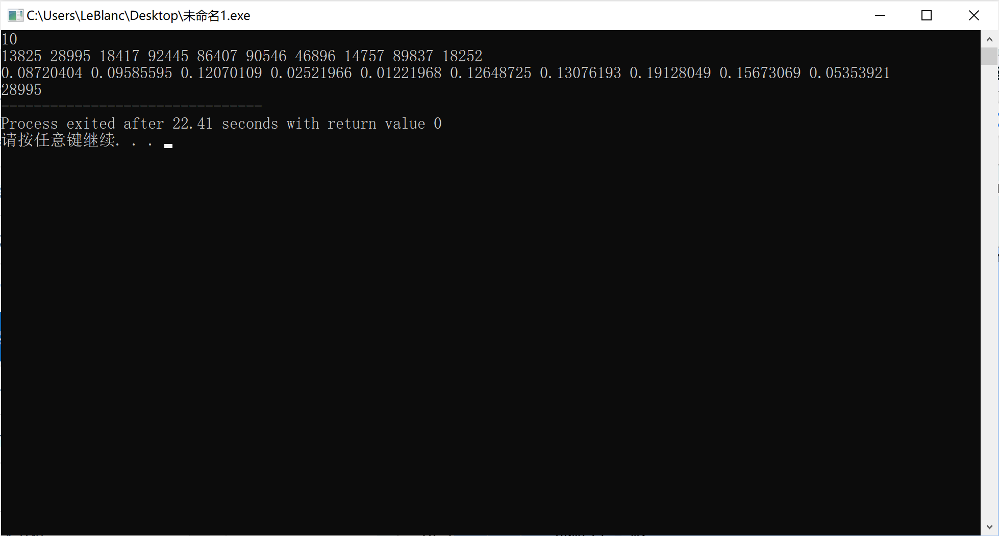 C:\Users\LeBlanc\Desktop\未命名1.exe
10
13825 28995 18417 92445 86407 90546 46896 14757 89837 18252
0.08720404 0.09585595 0.12070109 0.02521966 0.01221968 0.12648725 0.13076193 0.19128049 0.15673069 0.05353921
28995
--------------------------------
Process exited after 22.41 seconds with return value 0
请按任意键继续. . .